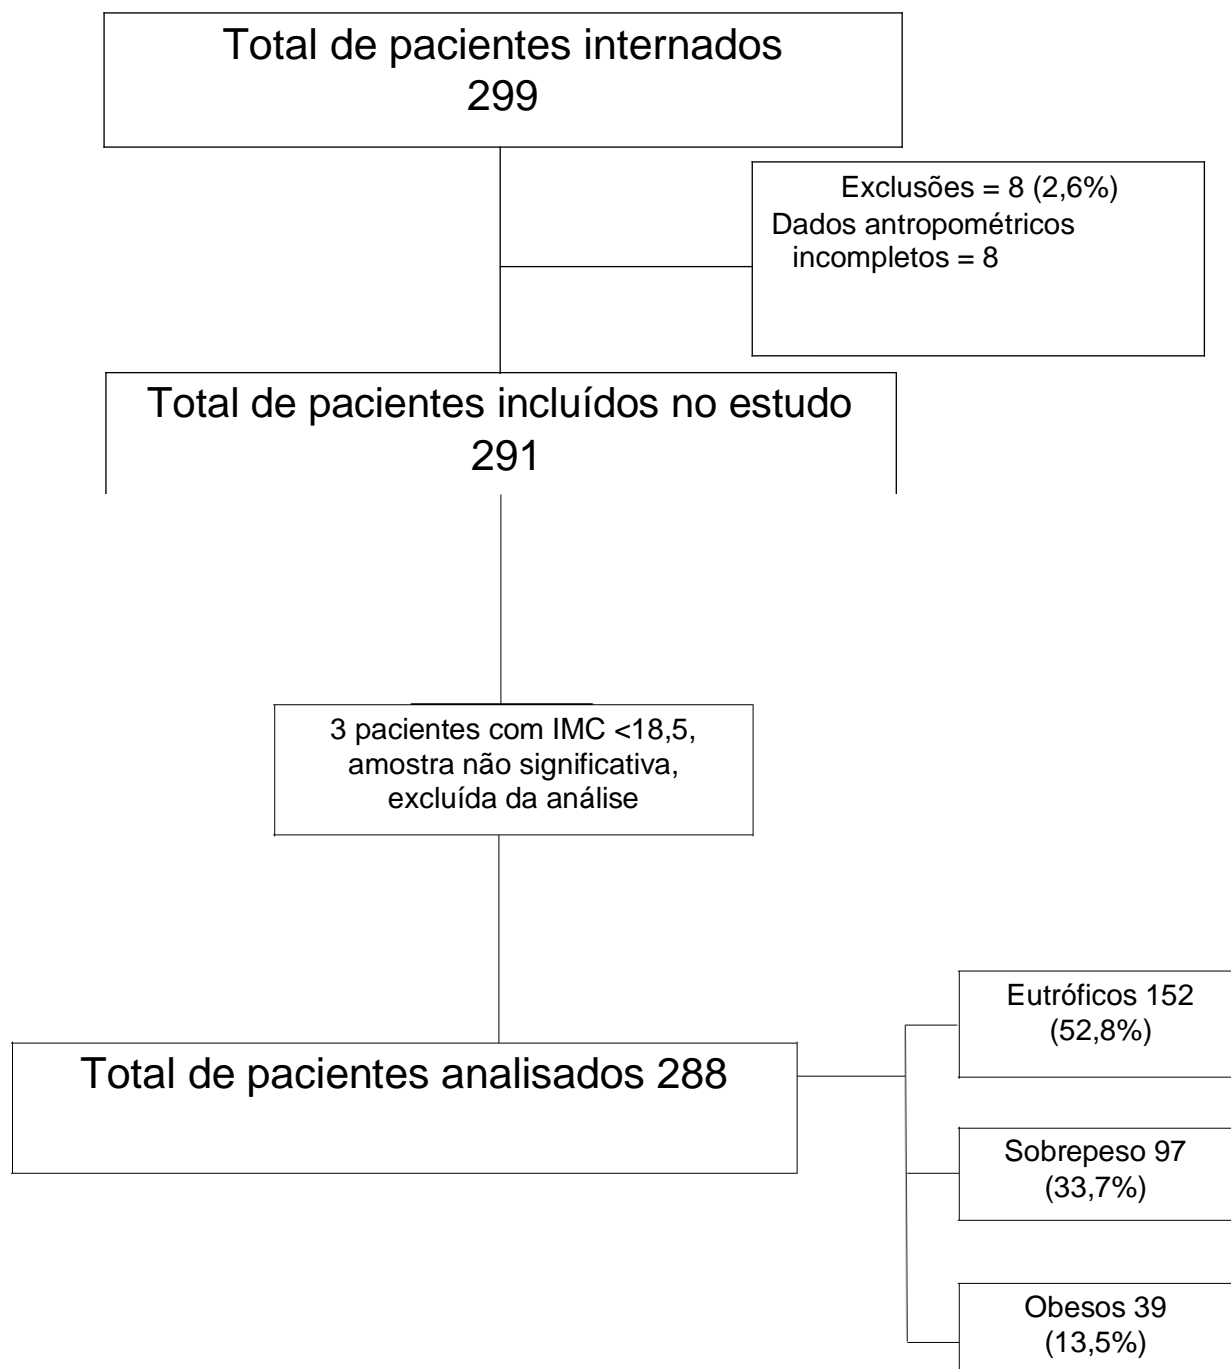 Total de pacientes internados
299
Exclusões = 8 (2,6%)
Dados antropométricos
incompletos = 8
Total de pacientes incluídos no estudo
291
3 pacientes com IMC <18,5,
amostra não significativa,
excluída da análise
Total de pacientes analisados 288
Eutróficos 152
(52,8%)
Sobrepeso 97
(33,7%)
Obesos 39
(13,5%)